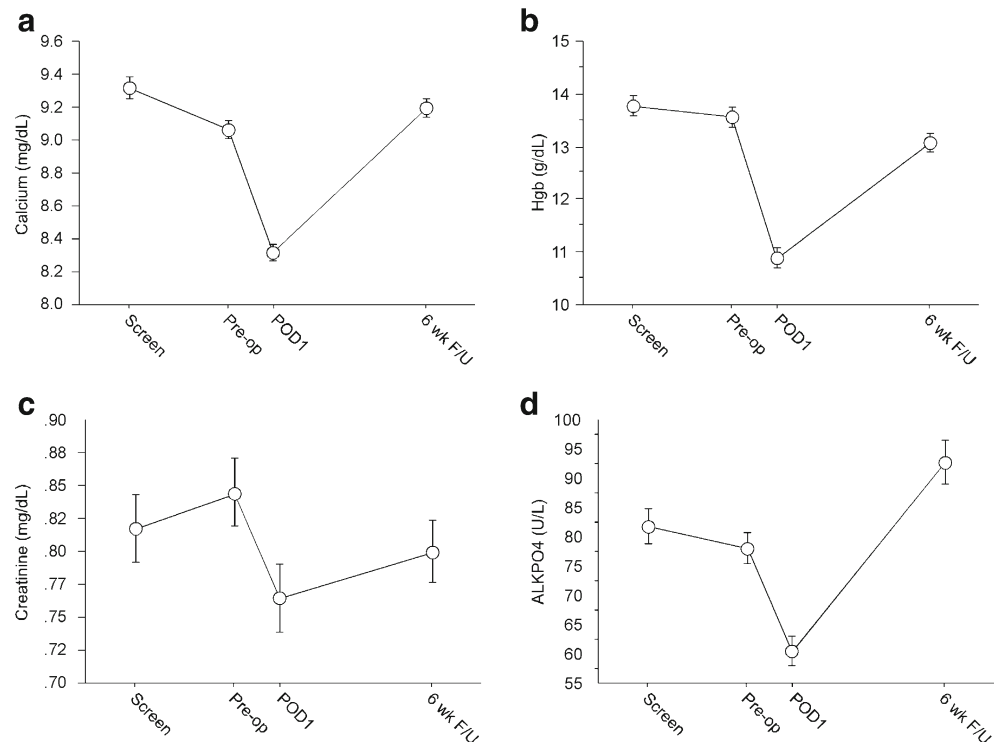 a
9.6
9.4
9.2
9.0
8.8
8.6
8.4
8.2
8.0
Calcium (mg/dL)
Screen
Pre-op
POD1
6 wk F/U
b
15
14
13
12
11
10
Hgb (g/dL)
Screen
Pre-op
POD1
6 wk F/U
c
.90
.88
.85
.82
.80
.77
.75
.72
.70
Creatinine (mg/dL)
Screen
Pre-op
POD1
6 wk F/U
d
100
95
90
85
80
75
70
65
60
55
ALKPO4 (U/L)
Screen
Pre-op
POD1
6 wk F/U